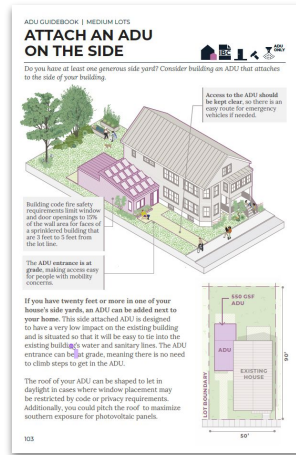 ADU GUIDEBOOK | MEDIUM LOTS
ATTACH AN ADU
ON THE SIDE
ADU
ONLY
Do you have at least one generous side yard? Consider building an ADU that attaches
to the side of your building.
Access to the ADU should
be kept clear, so there is an
easy route for emergency
vehicles if needed.
Building code fire safety
requirements limit window
and door openings to 15%
of the wall area for faces of
a sprinklered building that
are 3 feet to 5 feet from
the lot line.
The ADU entrance is at
grade, making access easy
for people with mobility
concerns.
If you have twenty feet or more in one of your
house's side yards, an ADU can be added next to
your home. This side attached ADU is designed
to have a very low impact on the existing building
and is situated so that it will be easy to tie into the
existing building's water and sanitary lines. The ADU
entrance can be at grade, meaning there is no need
to climb steps to get in the ADU.
The roof of your ADU can be shaped to let in
daylight in cases where window placement may
be restricted by code or privacy requirements.
Additionally, you could pitch the roof to maximize
southern exposure for photovoltaic panels.
550 GSF
ADU
ADU
EXISTING
HOUSE
LOT BOUNDARY
90'
50'
103